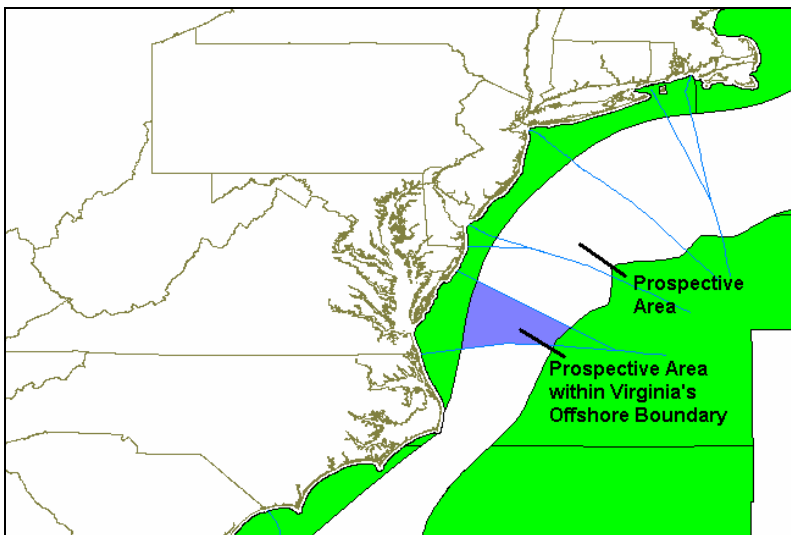 Prospective
Area
Prospective Area
within Virginia's
Offshore Boundary